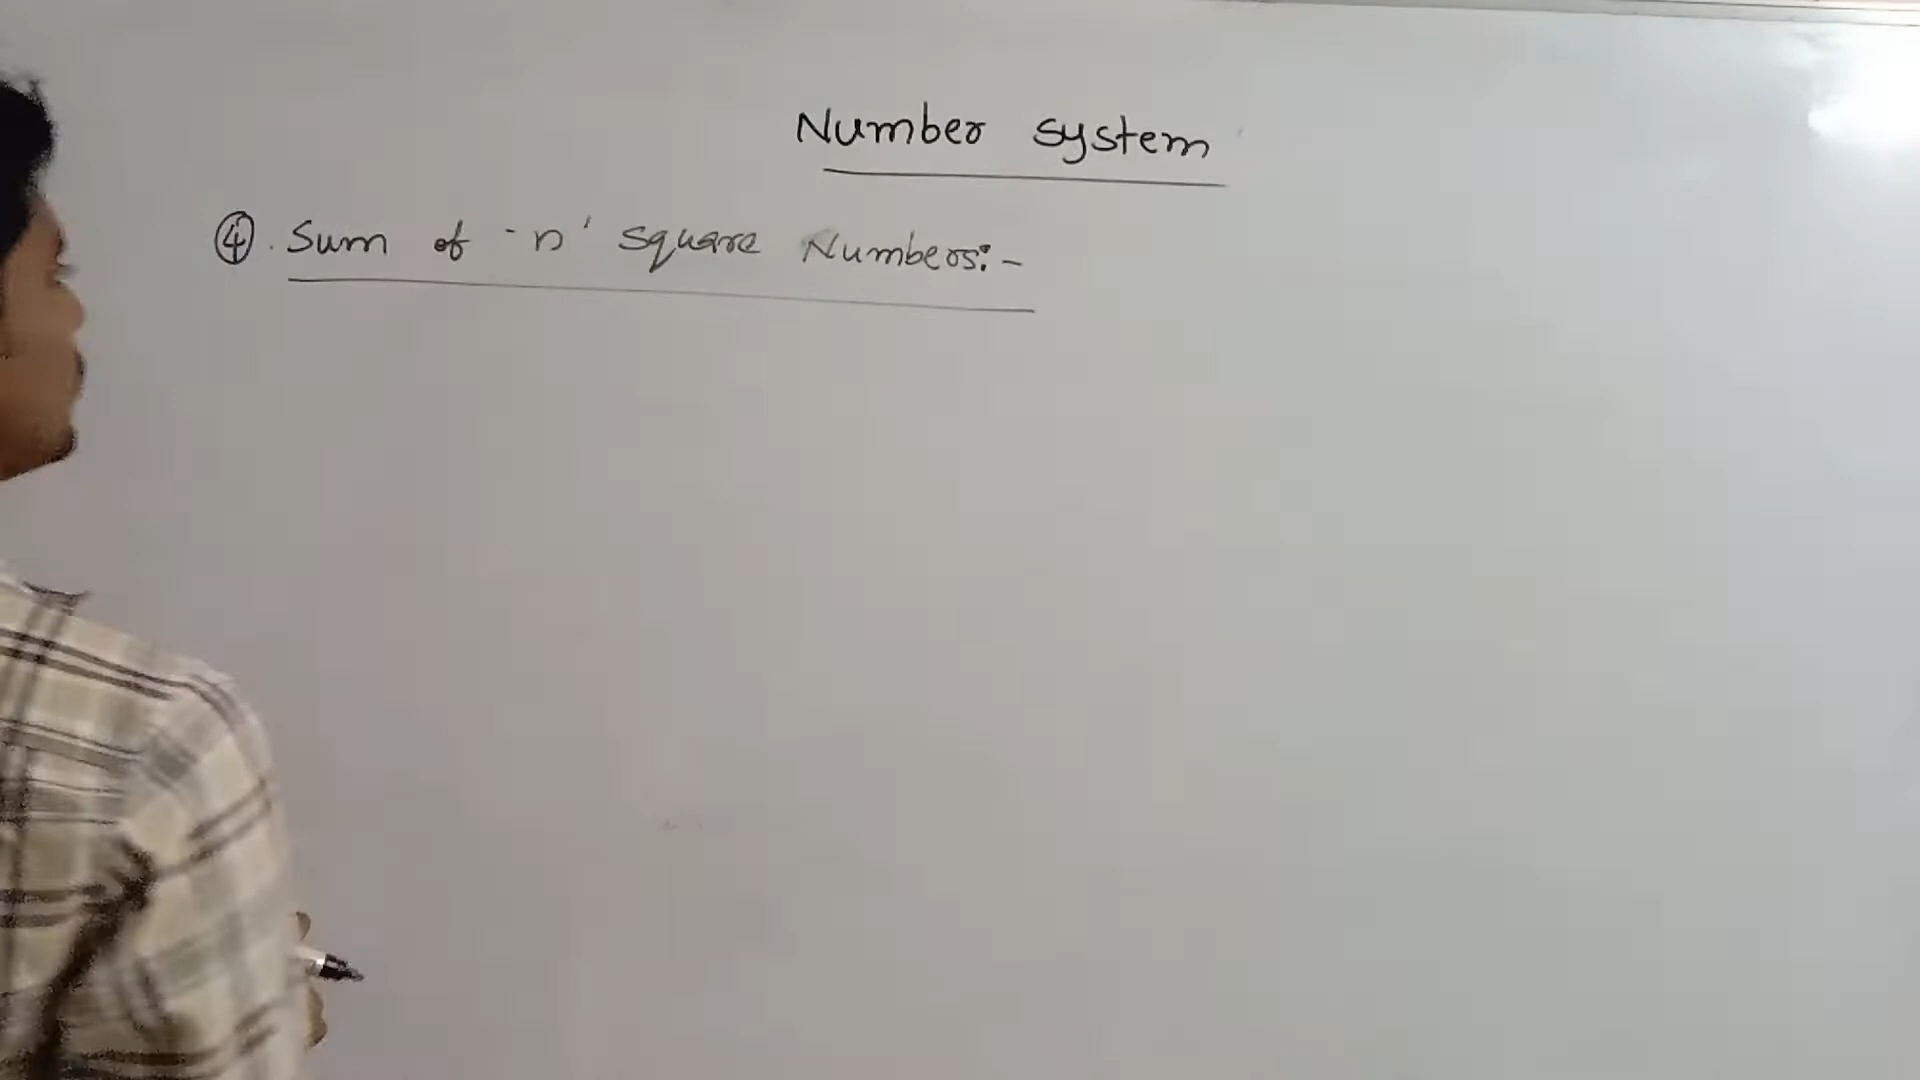 Number system
④. Sum of 'n' square Numbers:-